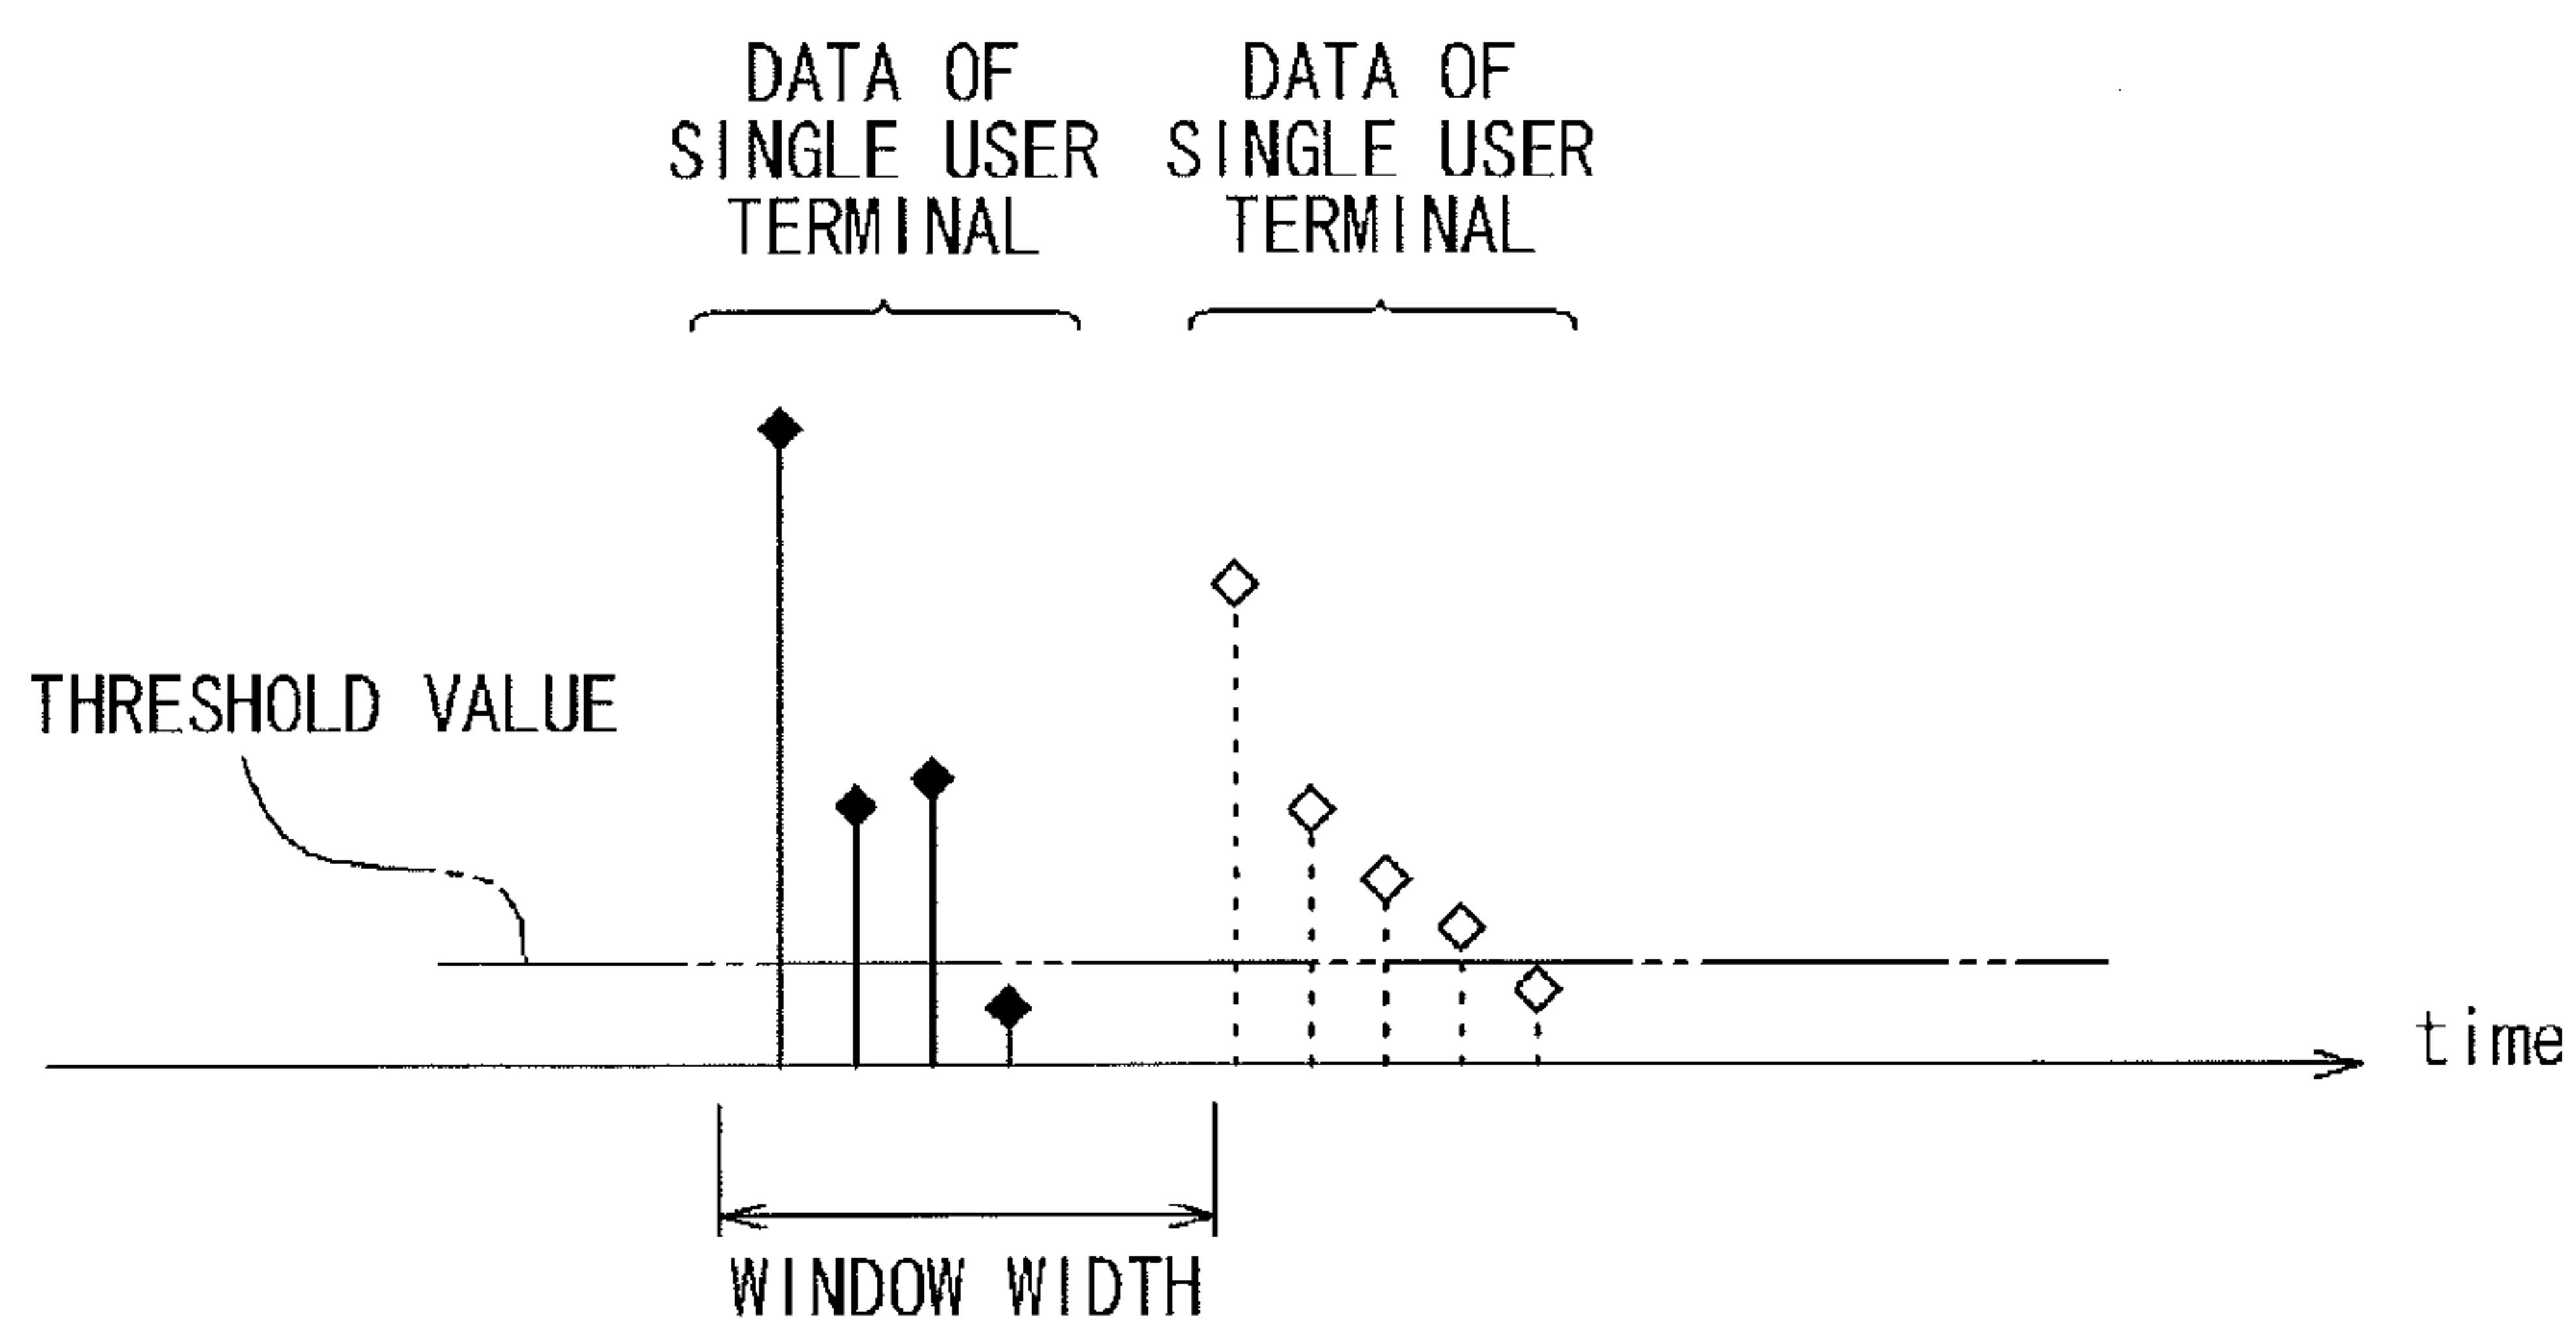 DATA OF
SINGLE USER
TERMINAL
DATA OF
SINGLE USER
TERMINAL
THRESHOLD VALUE
time
WINDOW WIDTH